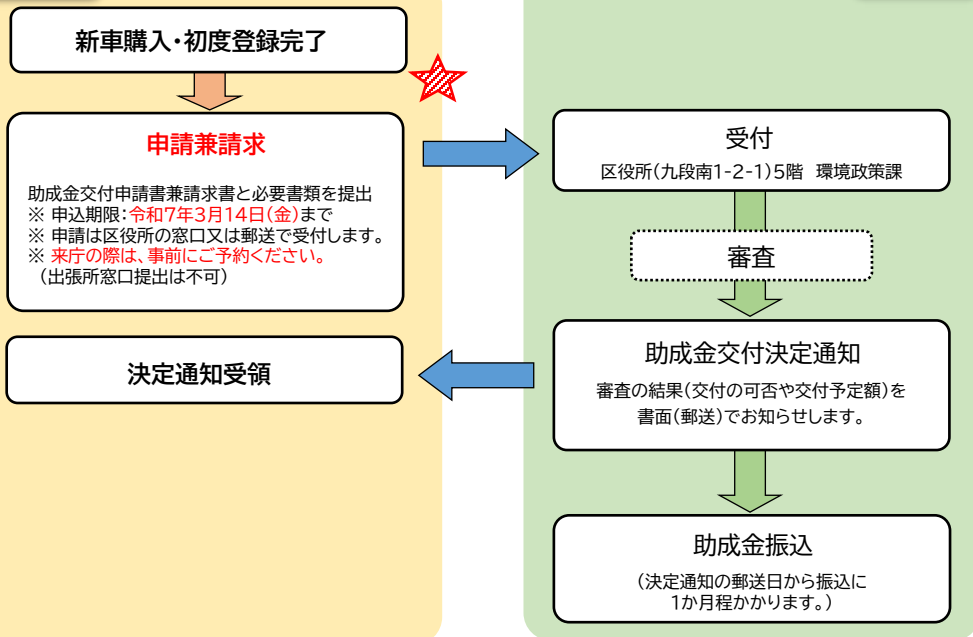 新車購入・初度登録完了
申請兼請求
助成金交付申請書兼請求書と必要書類を提出
※ 申込期限：令和7年3月14日（金）まで
※ 申請は区役所の窓口又は郵送で受付します。
※ 来庁の際は、事前にご予約ください。
（出張所窓口提出は不可）
受付
区役所（九段南1-2-1）5階 環境政策課
審査
助成金交付決定通知
審査の結果（交付の可否や交付予定額）を
書面（郵送）でお知らせします。
決定通知受領
助成金振込
（決定通知の郵送日から振込に
1か月程かかります。）